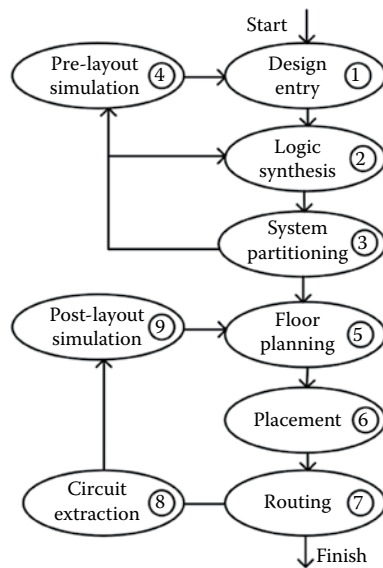 Start
Pre-layout
simulation
4
Design
entry
1
Logic
synthesis
2
System
partitioning
3
Post-layout
simulation
9
Floor
planning
5
Placement
6
Circuit
extraction
8
Routing
7
Finish